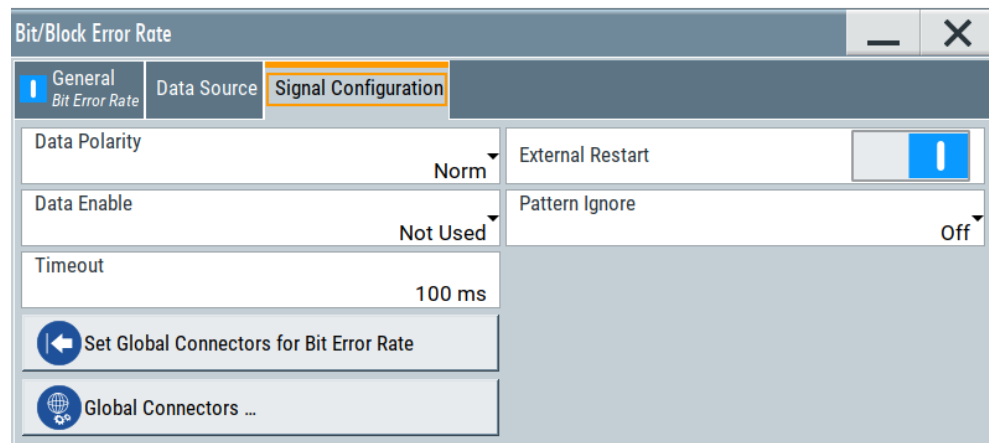 Bit/Block Error Rate
General
Bit Error Rate
Data Source
Signal Configuration
Data Polarity
Norm
External Restart
Data Enable
Not Used
Pattern Ignore
Off
Timeout
100 ms
Set Global Connectors for Bit Error Rate
Global Connectors ...